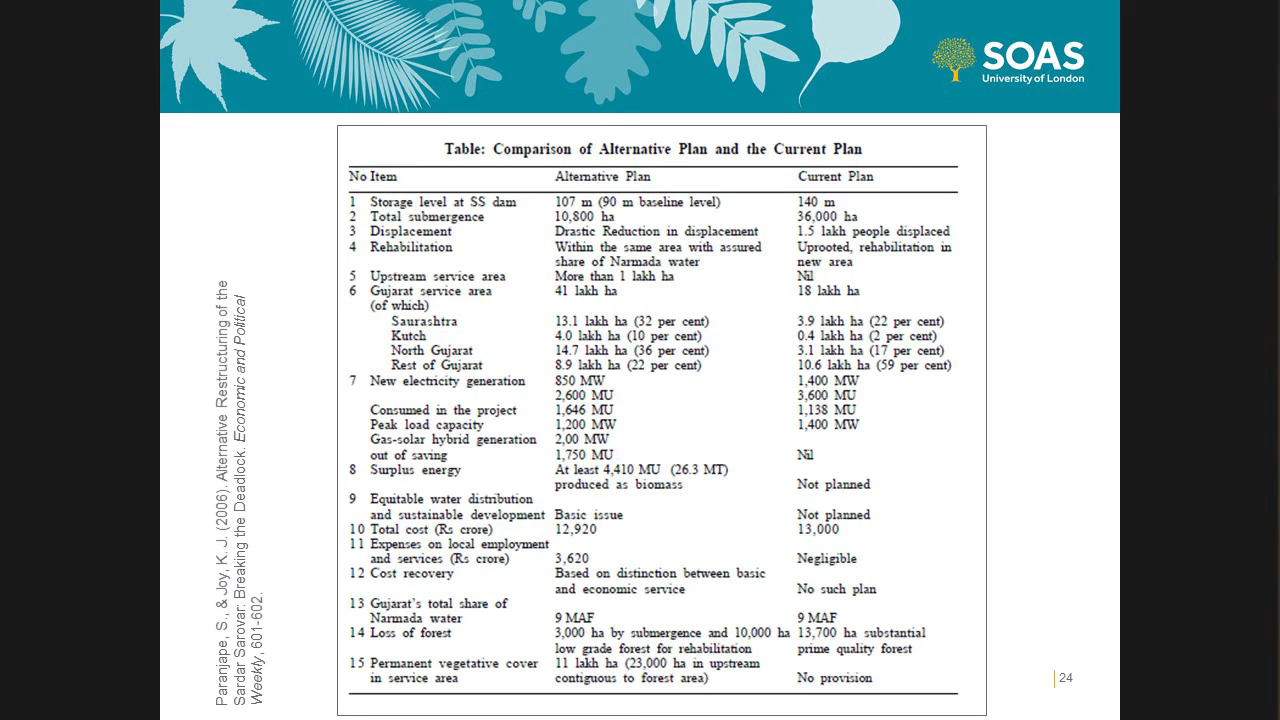 SOAS
University of London
Table: Comparison of Alternative Plan and the Current Plan
No Item Alternative Plan Current Plan
1 Storage level at SS dam 107 m (90 m baseline level) 140 m
2 Total submergence 10,800 ha 36,000 ha
3 Displacement Drastic Reduction in displacement 1.5 lakh people displaced
4 Rehabilitation Within the same area with assured Uprooted, rehabilitation in
share of Narmada water new area
5 Upstream service area More than 1 lakh ha Nil
6 Gujarat service area 41 lakh ha 18 lakh ha
(of which)
Saurashtra 13.1 lakh ha (32 per cent) 3.9 lakh ha (22 per cent)
Kutch 4.0 lakh ha (10 per cent) 0.4 lakh ha (2 per cent)
North Gujarat 14.7 lakh ha (36 per cent) 3.1 lakh ha (17 per cent)
Rest of Gujarat 8.9 lakh ha (22 per cent) 10.6 lakh ha (59 per cent)
7 New electricity generation 850 MW 1,400 MW
2,600 MU 3,600 MU
Consumed in the project 1,646 MU 1,138 MU
Peak load capacity 1,200 MW 1,400 MW
Gas-solar hybrid generation 2,00 MW
out of saving 1,750 MU Nil
8 Surplus energy At least 4,410 MU (26.3 MT)
produced as biomass Not planned
9 Equitable water distribution
and sustainable development Basic issue Not planned
10 Total cost (Rs crore) 12,920 13,000
11 Expenses on local employment
and services (Rs crore) 3,620 Negligible
12 Cost recovery Based on distinction between basic
and economic service No such plan
13 Gujarat's total share of
Narmada water 9 MAF 9 MAF
14 Loss of forest 3,000 ha by submergence and 10,000 ha 13,700 ha substantial
low grade forest for rehabilitation prime quality forest
15 Permanent vegetative cover 11 lakh ha (23,000 ha in upstream
in service area contiguous to forest area) No provision
Paranjape, S., & Joy, K. J. (2006). Alternative Restructuring of the
Sardar Sarovar: Breaking the Deadlock. Economic and Political
Weekly, 601-602.
24